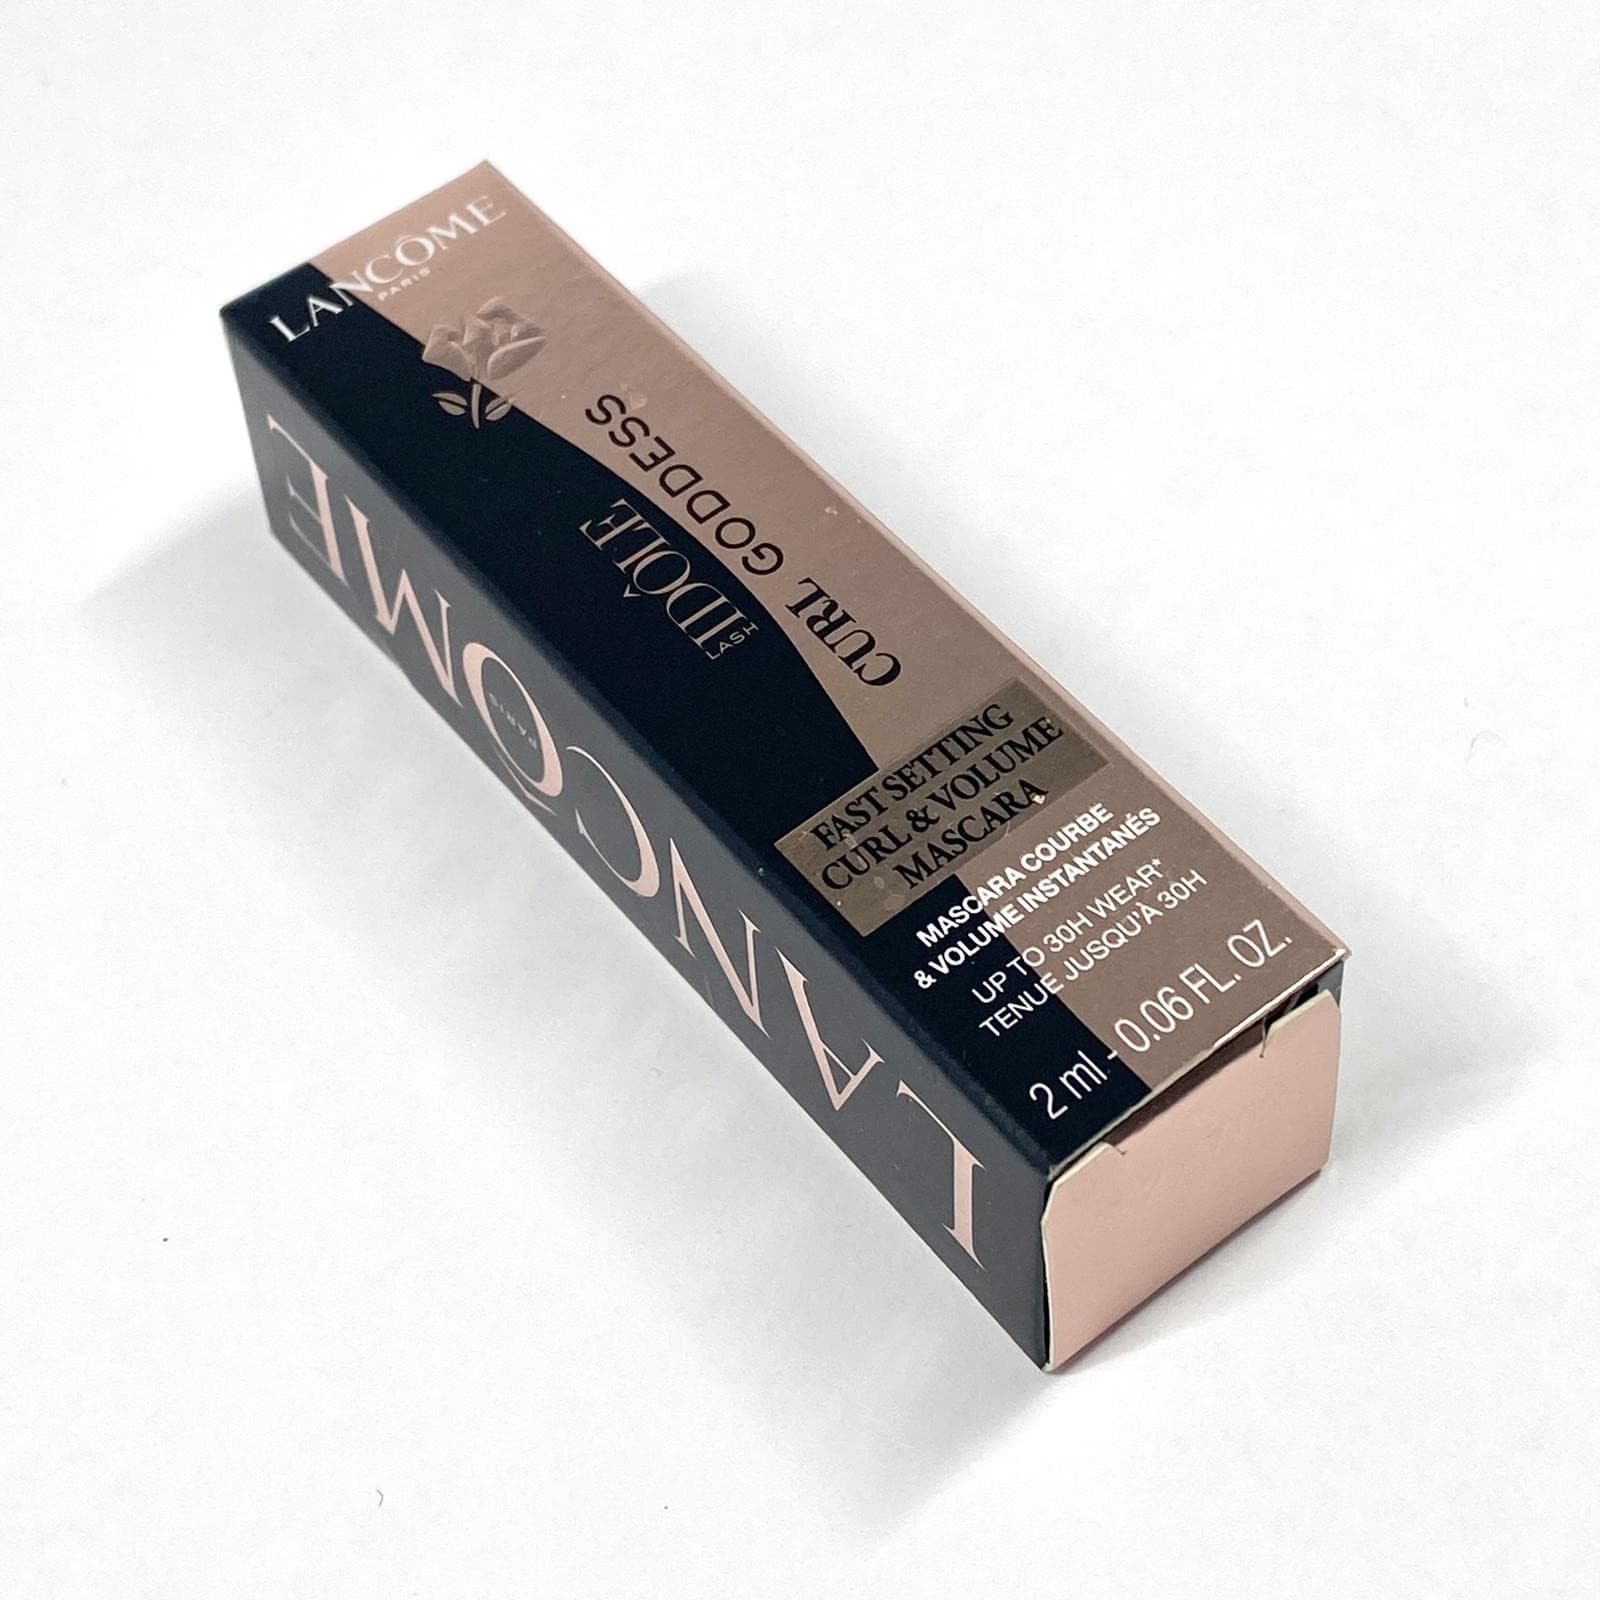 LANCÔME
PARIS
LASH
IDÔLE
CURL GODDESS
FAST SETTING
CURL & VOLUME
MASCARA
MASCARA COURBE
& VOLUME INSTANTANÉS
UP TO 30H WEAR*
TENUE JUSQU'À 30H
2 ml - 0.06 FL. OZ.
LANCÔME
PARIS